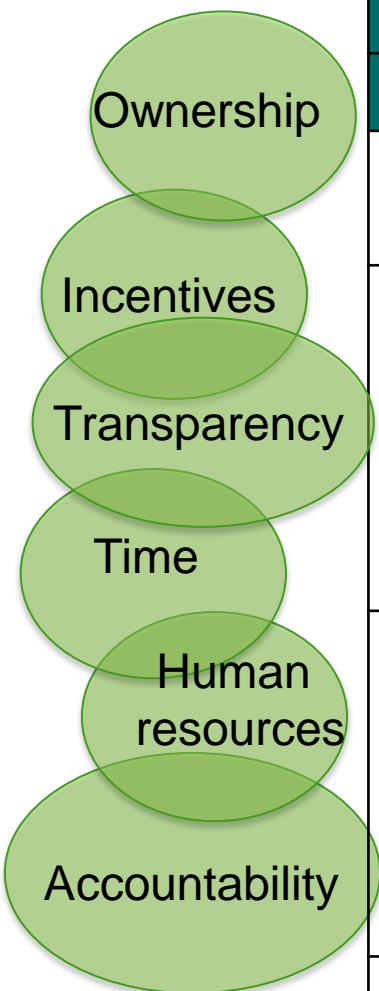 Ownership
Incentives
Transparency
Time
Human
resources
Accountability